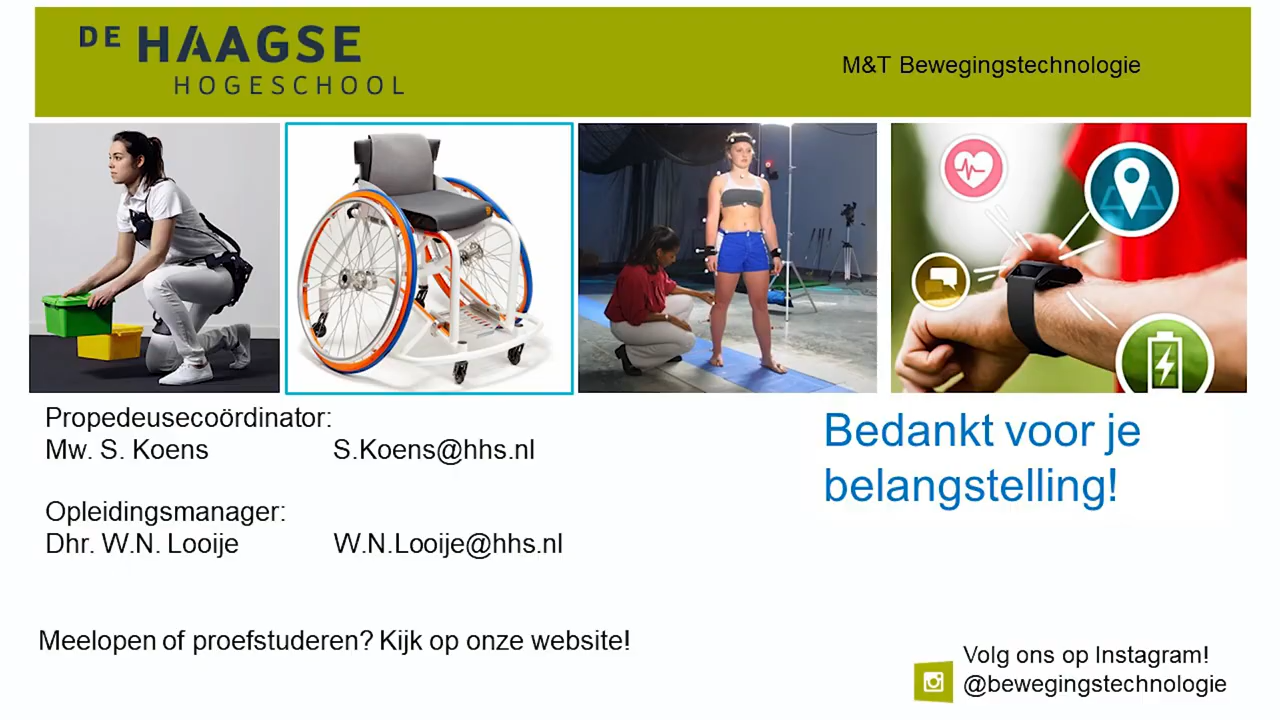 DE HAAGSE
HOGESCHOOL
M&T Bewegingstechnologie
Propedeusecoördinator:
Mw. S. Koens S.Koens@hhs.nl
Opleidingsmanager:
Dhr. W.N. Looije W.N.Looije@hhs.nl
Bedankt voor je
belangstelling!
Meelopen of proefstuderen? Kijk op onze website!
Volg ons op Instagram!
@bewegingstechnologie